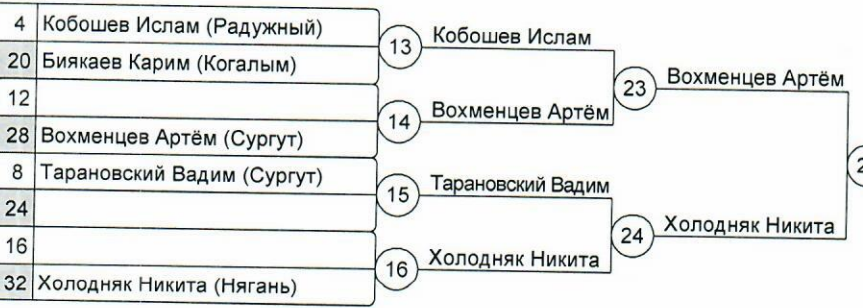 4 Кобошев Ислам (Радужный)
20 Биякаев Карим (Когалым)
12
28 Вохменцев Артём (Сургут)
8 Тарановский Вадим (Сургут)
24
16
32 Холодняк Никита (Нягань)
13 Кобошев Ислам
14 Вохменцев Артём
15 Тарановский Вадим
16 Холодняк Никита
23 Вохменцев Артём
24 Холодняк Никита